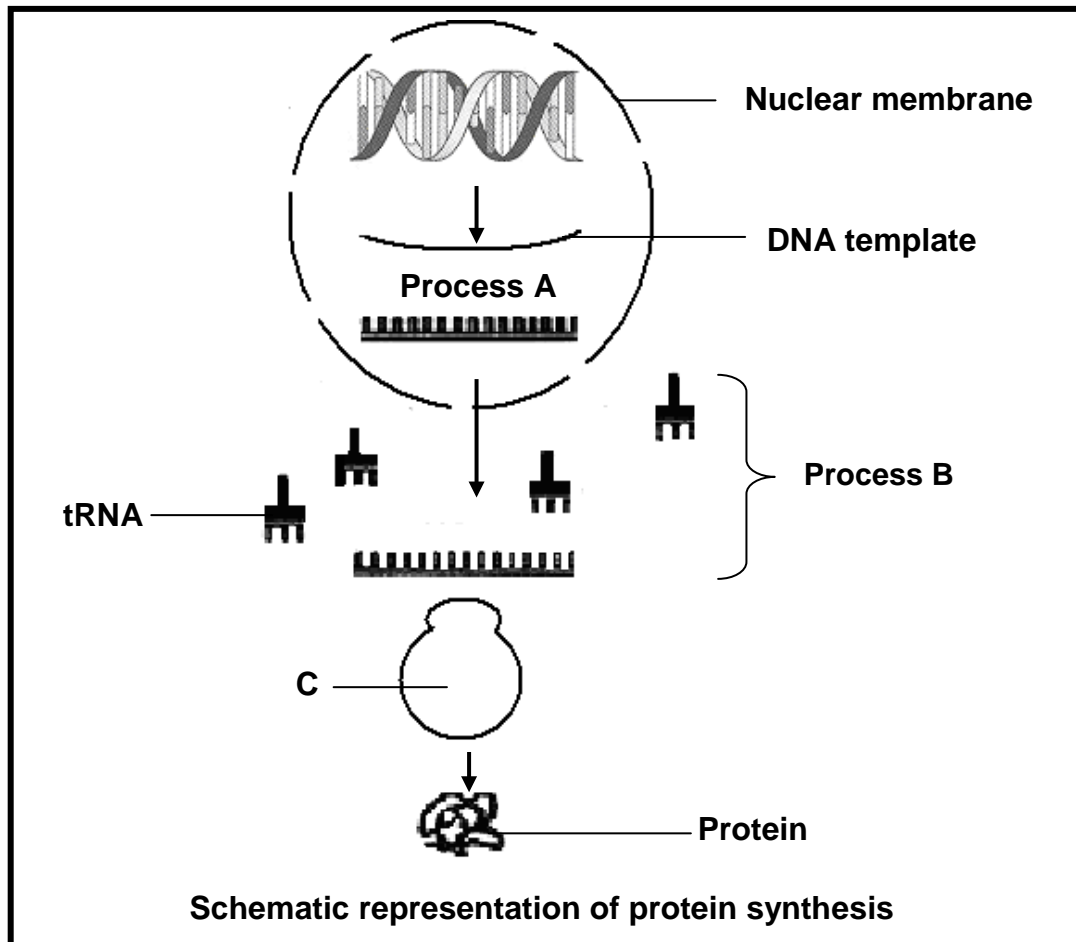 Nuclear membrane
DNA template
Process A
Process B
tRNA
C
Protein
Schematic representation of protein synthesis